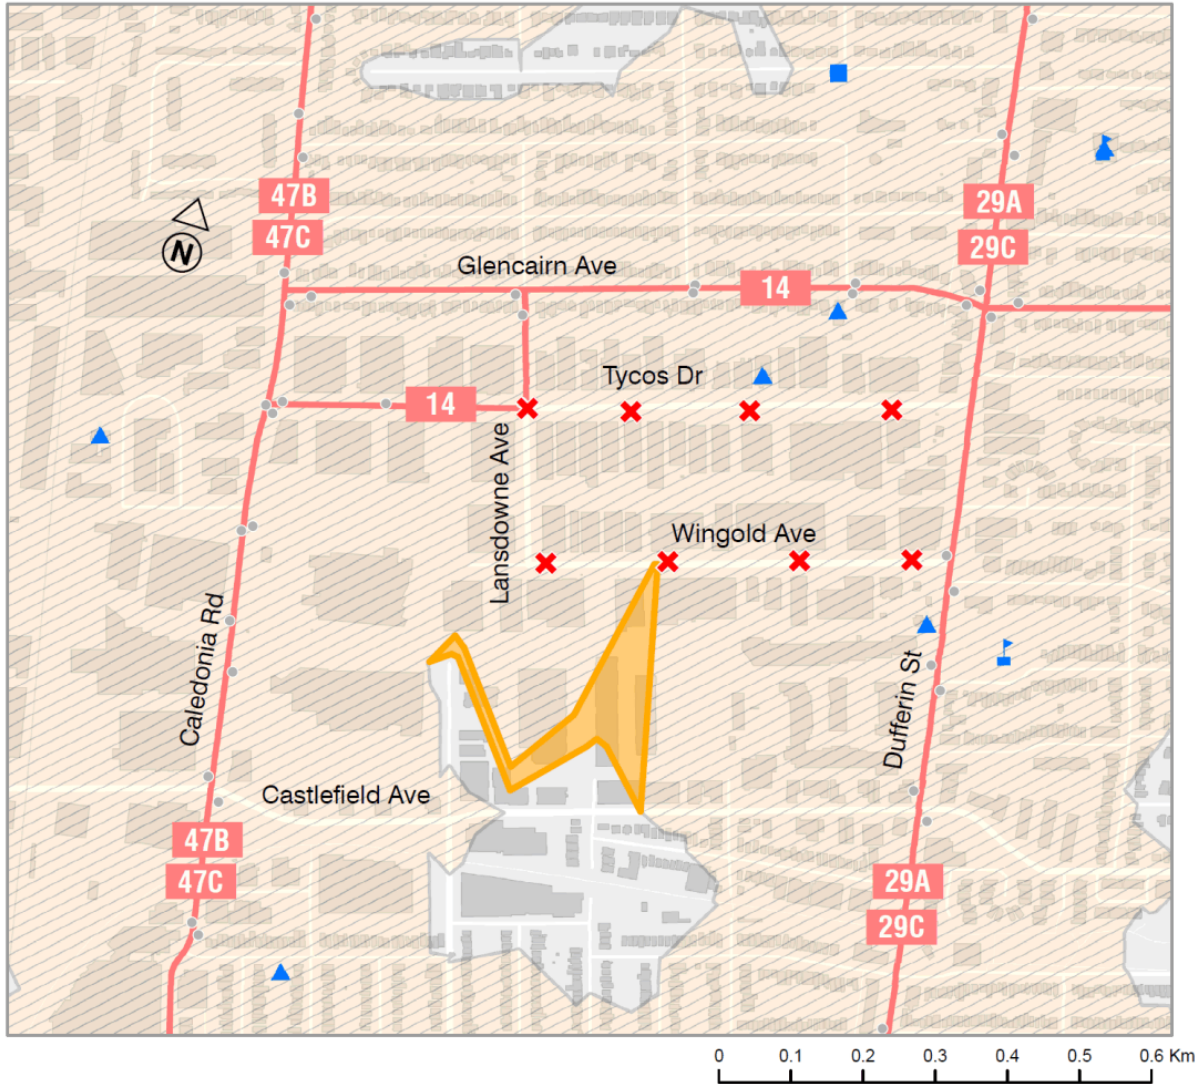 47B
47C
29A
29C
N
Glencairn Ave
14
Tycos Dr
14
Lansdowne Ave
Wingold Ave
Caledonia Rd
Dufferin St
Castlefield Ave
47B
47C
29A
29C
0 0.1 0.2 0.3 0.4 0.5 0.6 Km